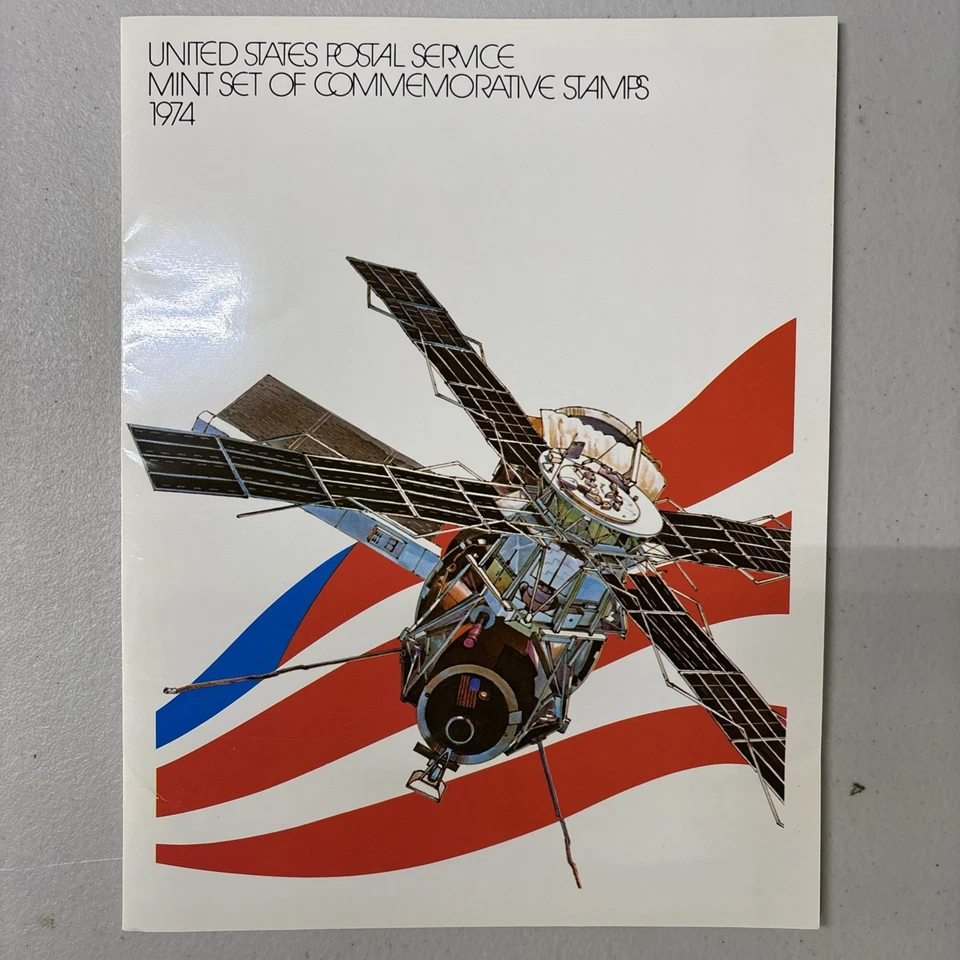 UNITED STATES POSTAL SERVICE
MINT SET OF COMMEMORATIVE STAMPS
1974